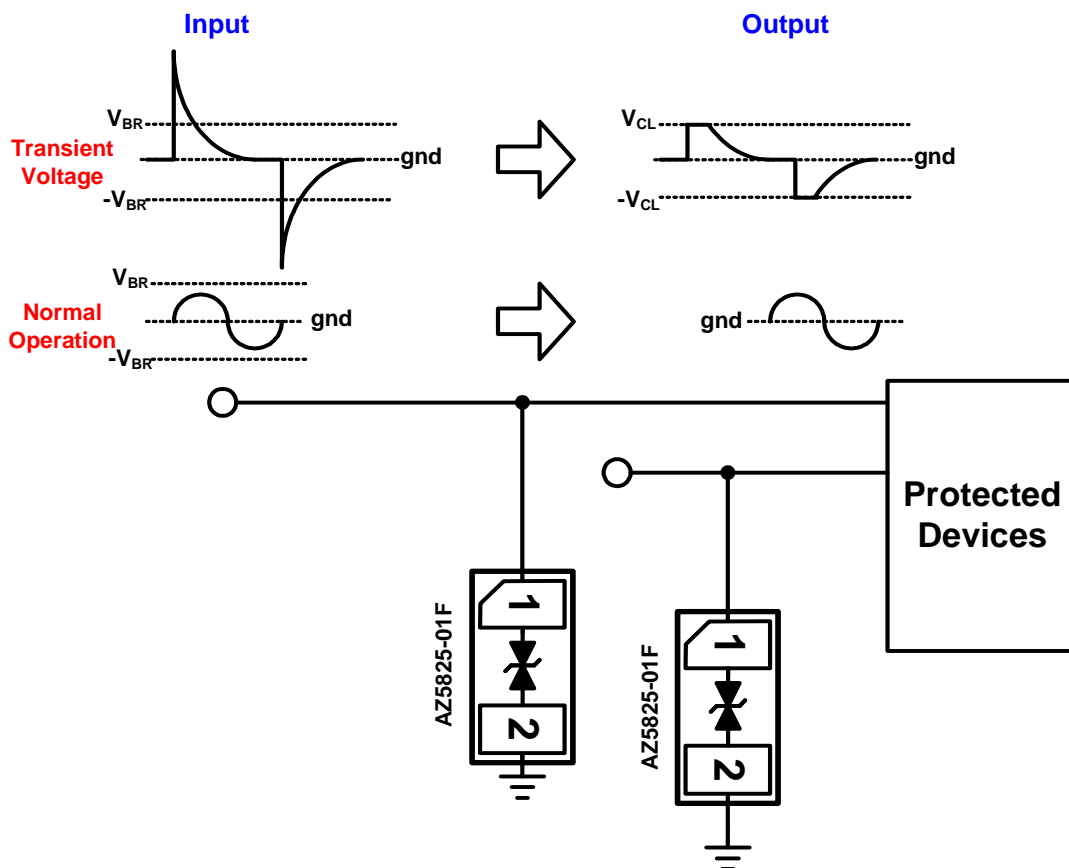 Input
Output
V_BR
Transient
Voltage
gnd
-V_BR
V_CL
gnd
-V_CL
V_BR
Normal
Operation
gnd
-V_BR
gnd
Protected
Devices
AZ5825-01F
1
2
AZ5825-01F
1
2